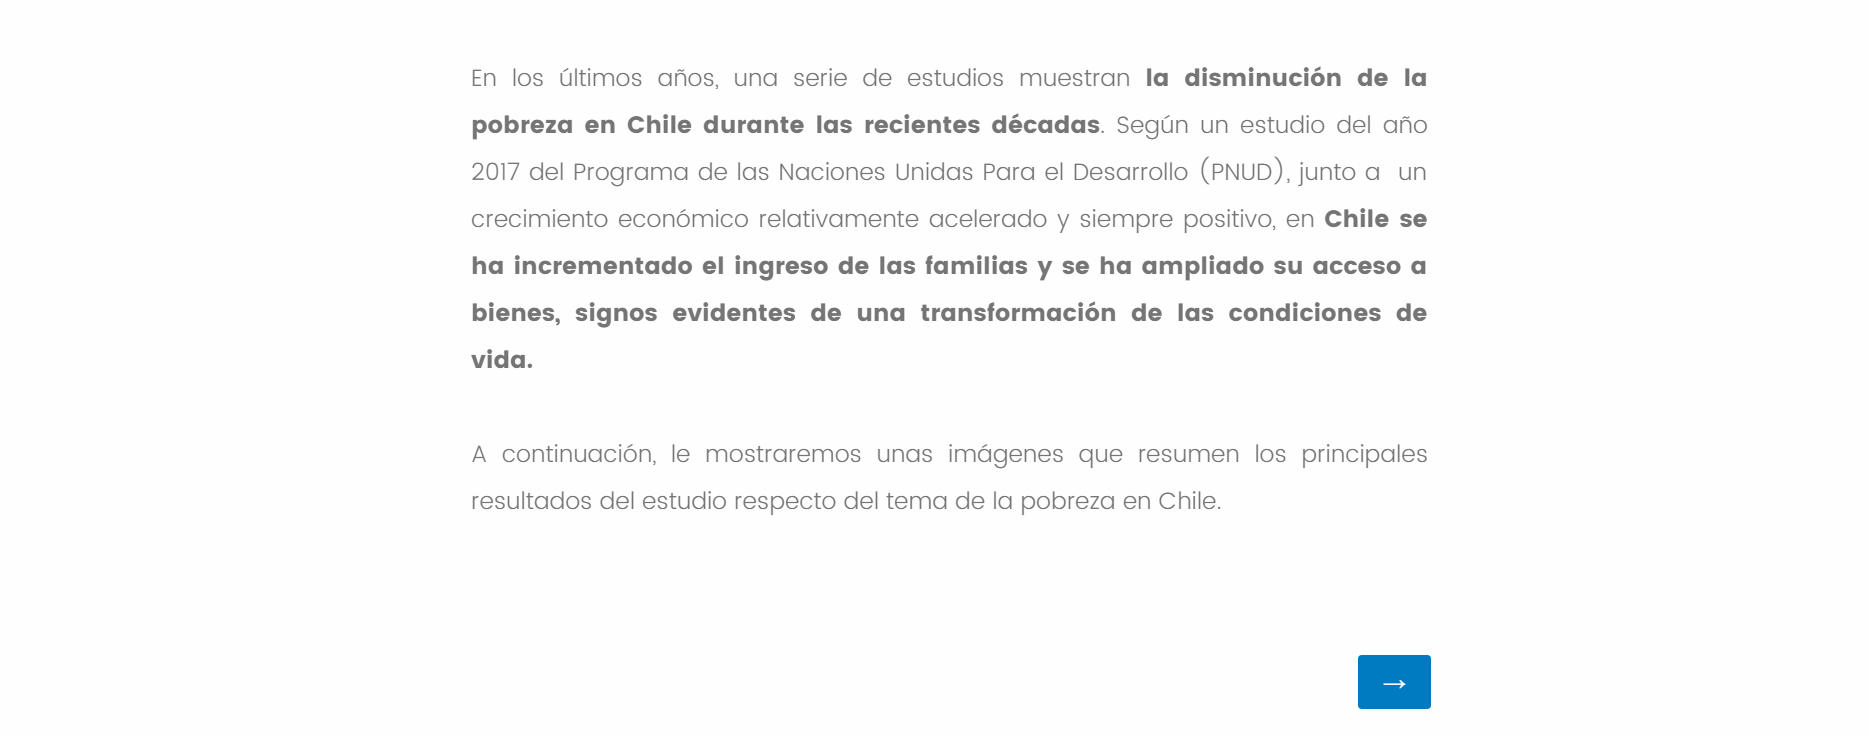 En los últimos años, una serie de estudios muestran la disminución de la
pobreza en Chile durante las recientes décadas. Según un estudio del año
2017 del Programa de las Naciones Unidas Para el Desarrollo (PNUD), junto a  un
crecimiento económico relativamente acelerado y siempre positivo, en Chile se
ha incrementado el ingreso de las familias y se ha ampliado su acceso a
bienes, signos evidentes de una transformación de las condiciones de
vida.
A continuación, le mostraremos unas imágenes que resumen los principales
resultados del estudio respecto del tema de la pobreza en Chile.
→